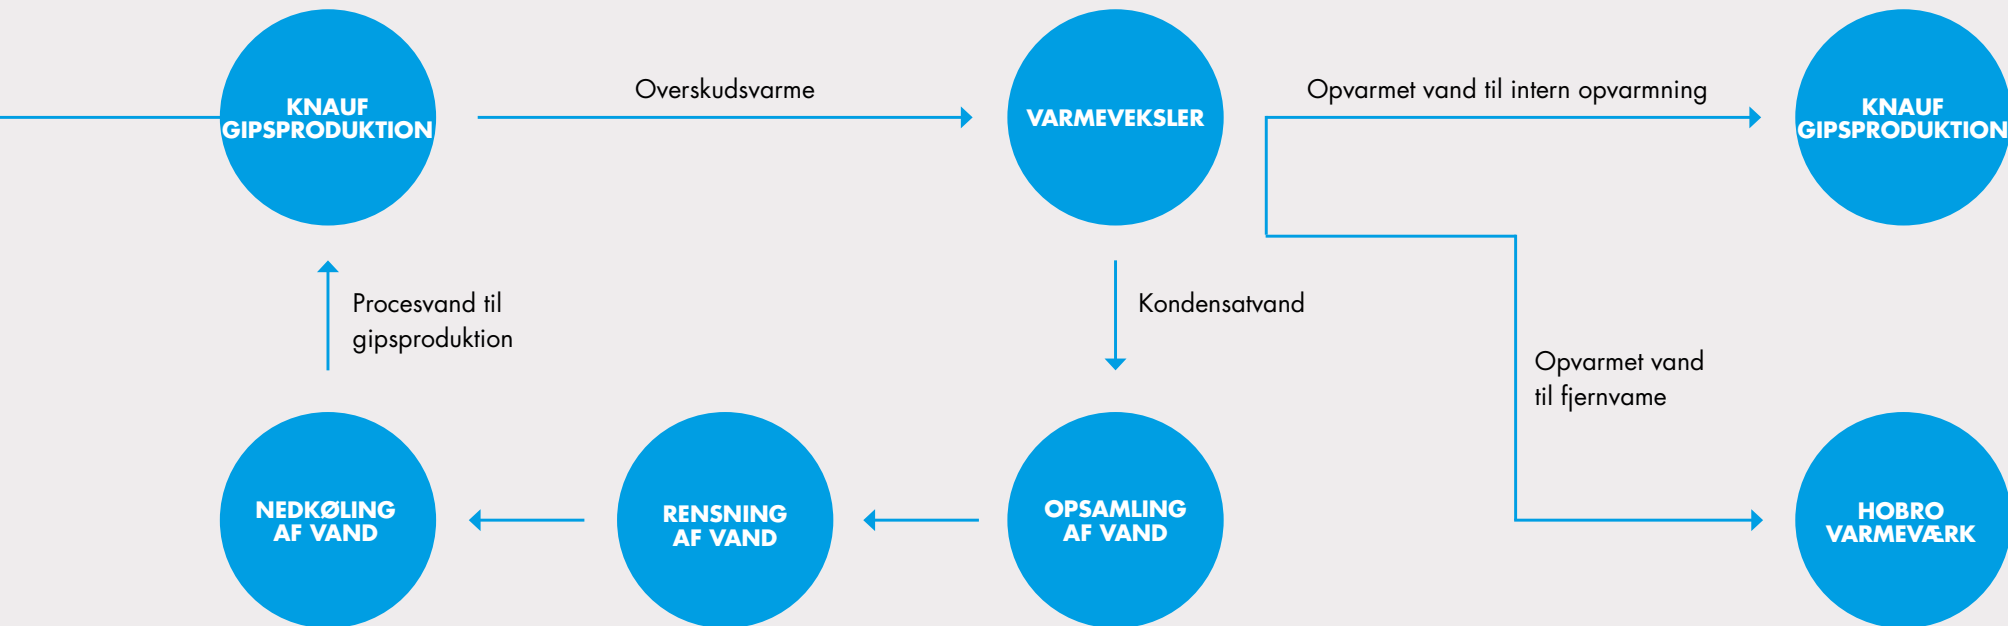 KNAUF
GIPSPRODUKTION
Overskudsvarme
VARMEVEKSLER
Opvarmet vand til intern opvarmning
KNAUF
GIPSPRODUKTION
Procesvand til
gipsproduktion
Kondensatvand
Opvarmet vand
til fjernvame
NEDKØLING
AF VAND
RENSNING
AF VAND
OPSAMLING
AF VAND
HOBRO
VARMEVÆRK